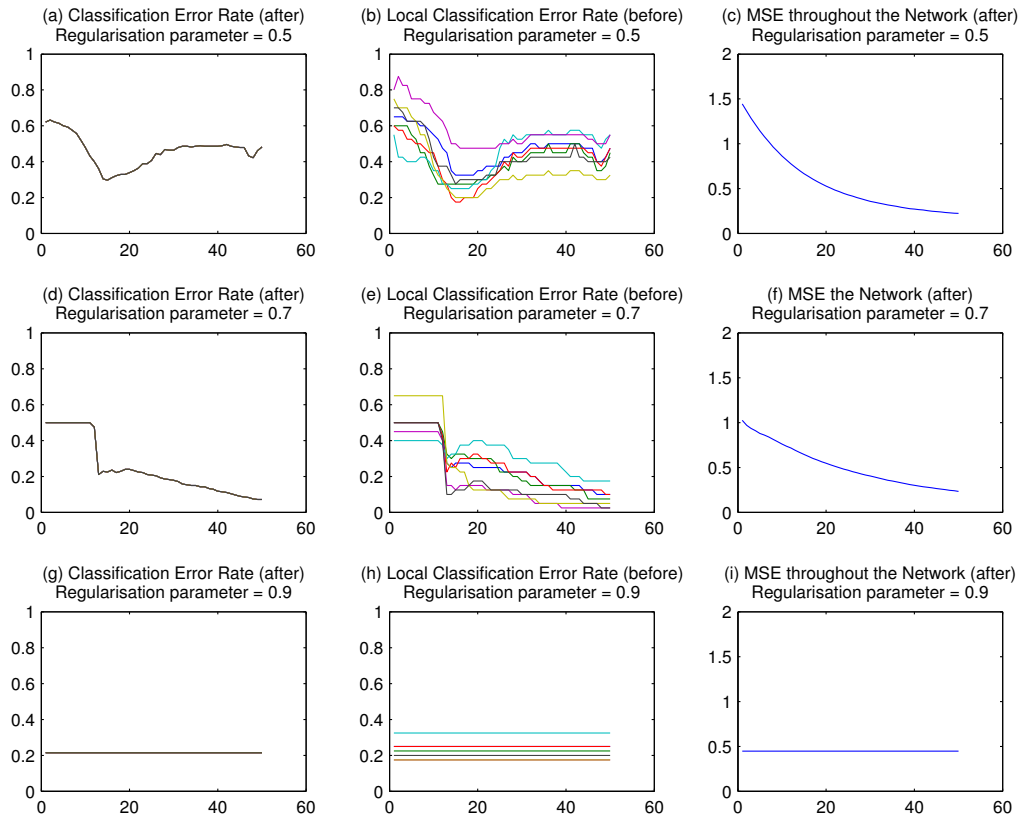 (a) Classification Error Rate (after)
Regularisation parameter = 0.5
1
0.8
0.6
0.4
0.2
0
0 20 40 60
(b) Local Classification Error Rate (before)
Regularisation parameter = 0.5
1
0.8
0.6
0.4
0.2
0
0 20 40 60
(c) MSE throughout the Network (after)
Regularisation parameter = 0.5
2
1.5
1
0.5
0
0 20 40 60
(d) Classification Error Rate (after)
Regularisation parameter = 0.7
1
0.8
0.6
0.4
0.2
0
0 20 40 60
(e) Local Classification Error Rate (before)
Regularisation parameter = 0.7
1
0.8
0.6
0.4
0.2
0
0 20 40 60
(f) MSE the Network (after)
Regularisation parameter = 0.7
2
1.5
1
0.5
0
0 20 40 60
(g) Classification Error Rate (after)
Regularisation parameter = 0.9
1
0.8
0.6
0.4
0.2
0
0 20 40 60
(h) Local Classification Error Rate (before)
Regularisation parameter = 0.9
1
0.8
0.6
0.4
0.2
0
0 20 40 60
(i) MSE throughout the Network (after)
Regularisation parameter = 0.9
2
1.5
1
0.5
0
0 20 40 60